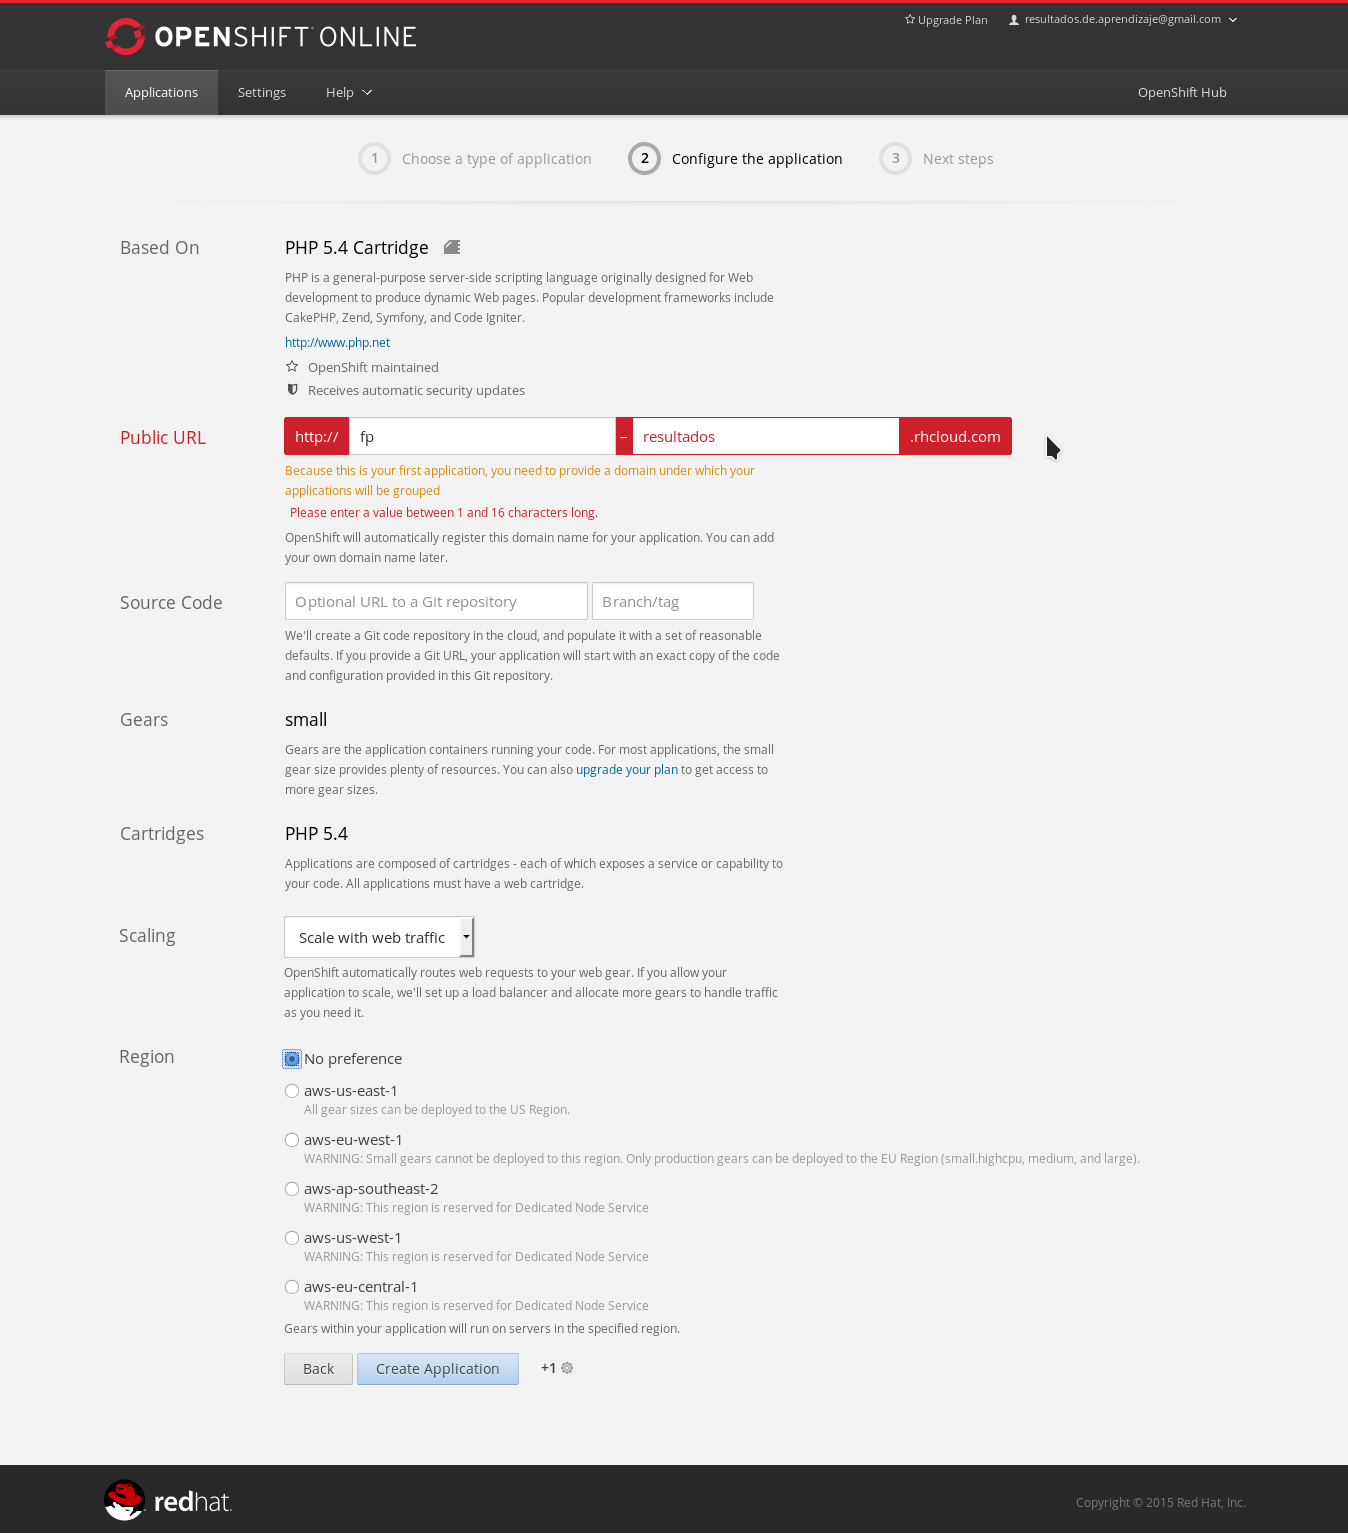 OPENSHIFT ONLINE
Upgrade Plan
resultados.de.aprendizaje@gmail.com
Applications Settings Help OpenShift Hub
1 Choose a type of application 2 Configure the application 3 Next steps
Based On
PHP 5.4 Cartridge
PHP is a general-purpose server-side scripting language originally designed for Web
development to produce dynamic Web pages. Popular development frameworks include
CakePHP, Zend, Symfony, and Code Igniter.
http://www.php.net
OpenShift maintained
Receives automatic security updates
Public URL
http:// fp – resultados .rhcloud.com
Because this is your first application, you need to provide a domain under which your
applications will be grouped
Please enter a value between 1 and 16 characters long.
OpenShift will automatically register this domain name for your application. You can add
your own domain name later.
Source Code
Optional URL to a Git repository Branch/tag
We'll create a Git code repository in the cloud, and populate it with a set of reasonable
defaults. If you provide a Git URL, your application will start with an exact copy of the code
and configuration provided in this Git repository.
Gears
small
Gears are the application containers running your code. For most applications, the small
gear size provides plenty of resources. You can also upgrade your plan to get access to
more gear sizes.
Cartridges
PHP 5.4
Applications are composed of cartridges - each of which exposes a service or capability to
your code. All applications must have a web cartridge.
Scaling
Scale with web traffic
OpenShift automatically routes web requests to your web gear. If you allow your
application to scale, we'll set up a load balancer and allocate more gears to handle traffic
as you need it.
Region
No preference
aws-us-east-1
All gear sizes can be deployed to the US Region.
aws-eu-west-1
WARNING: Small gears cannot be deployed to this region. Only production gears can be deployed to the EU Region (small.highcpu, medium, and large).
aws-ap-southeast-2
WARNING: This region is reserved for Dedicated Node Service
aws-us-west-1
WARNING: This region is reserved for Dedicated Node Service
aws-eu-central-1
WARNING: This region is reserved for Dedicated Node Service
Gears within your application will run on servers in the specified region.
Back Create Application +1
redhat.
Copyright © 2015 Red Hat, Inc.